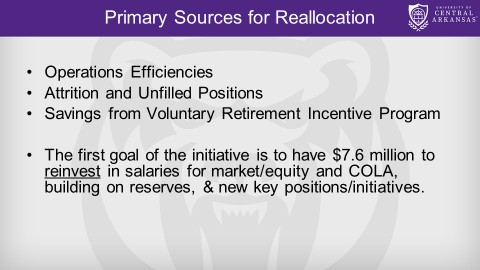 Primary Sources for Reallocation
UNIVERSITY OF
CENTRAL
ARKANSAS
• Operations Efficiencies
• Attrition and Unfilled Positions
• Savings from Voluntary Retirement Incentive Program
• The first goal of the initiative is to have $7.6 million to
reinvest in salaries for market/equity and COLA,
building on reserves, & new key positions/initiatives.